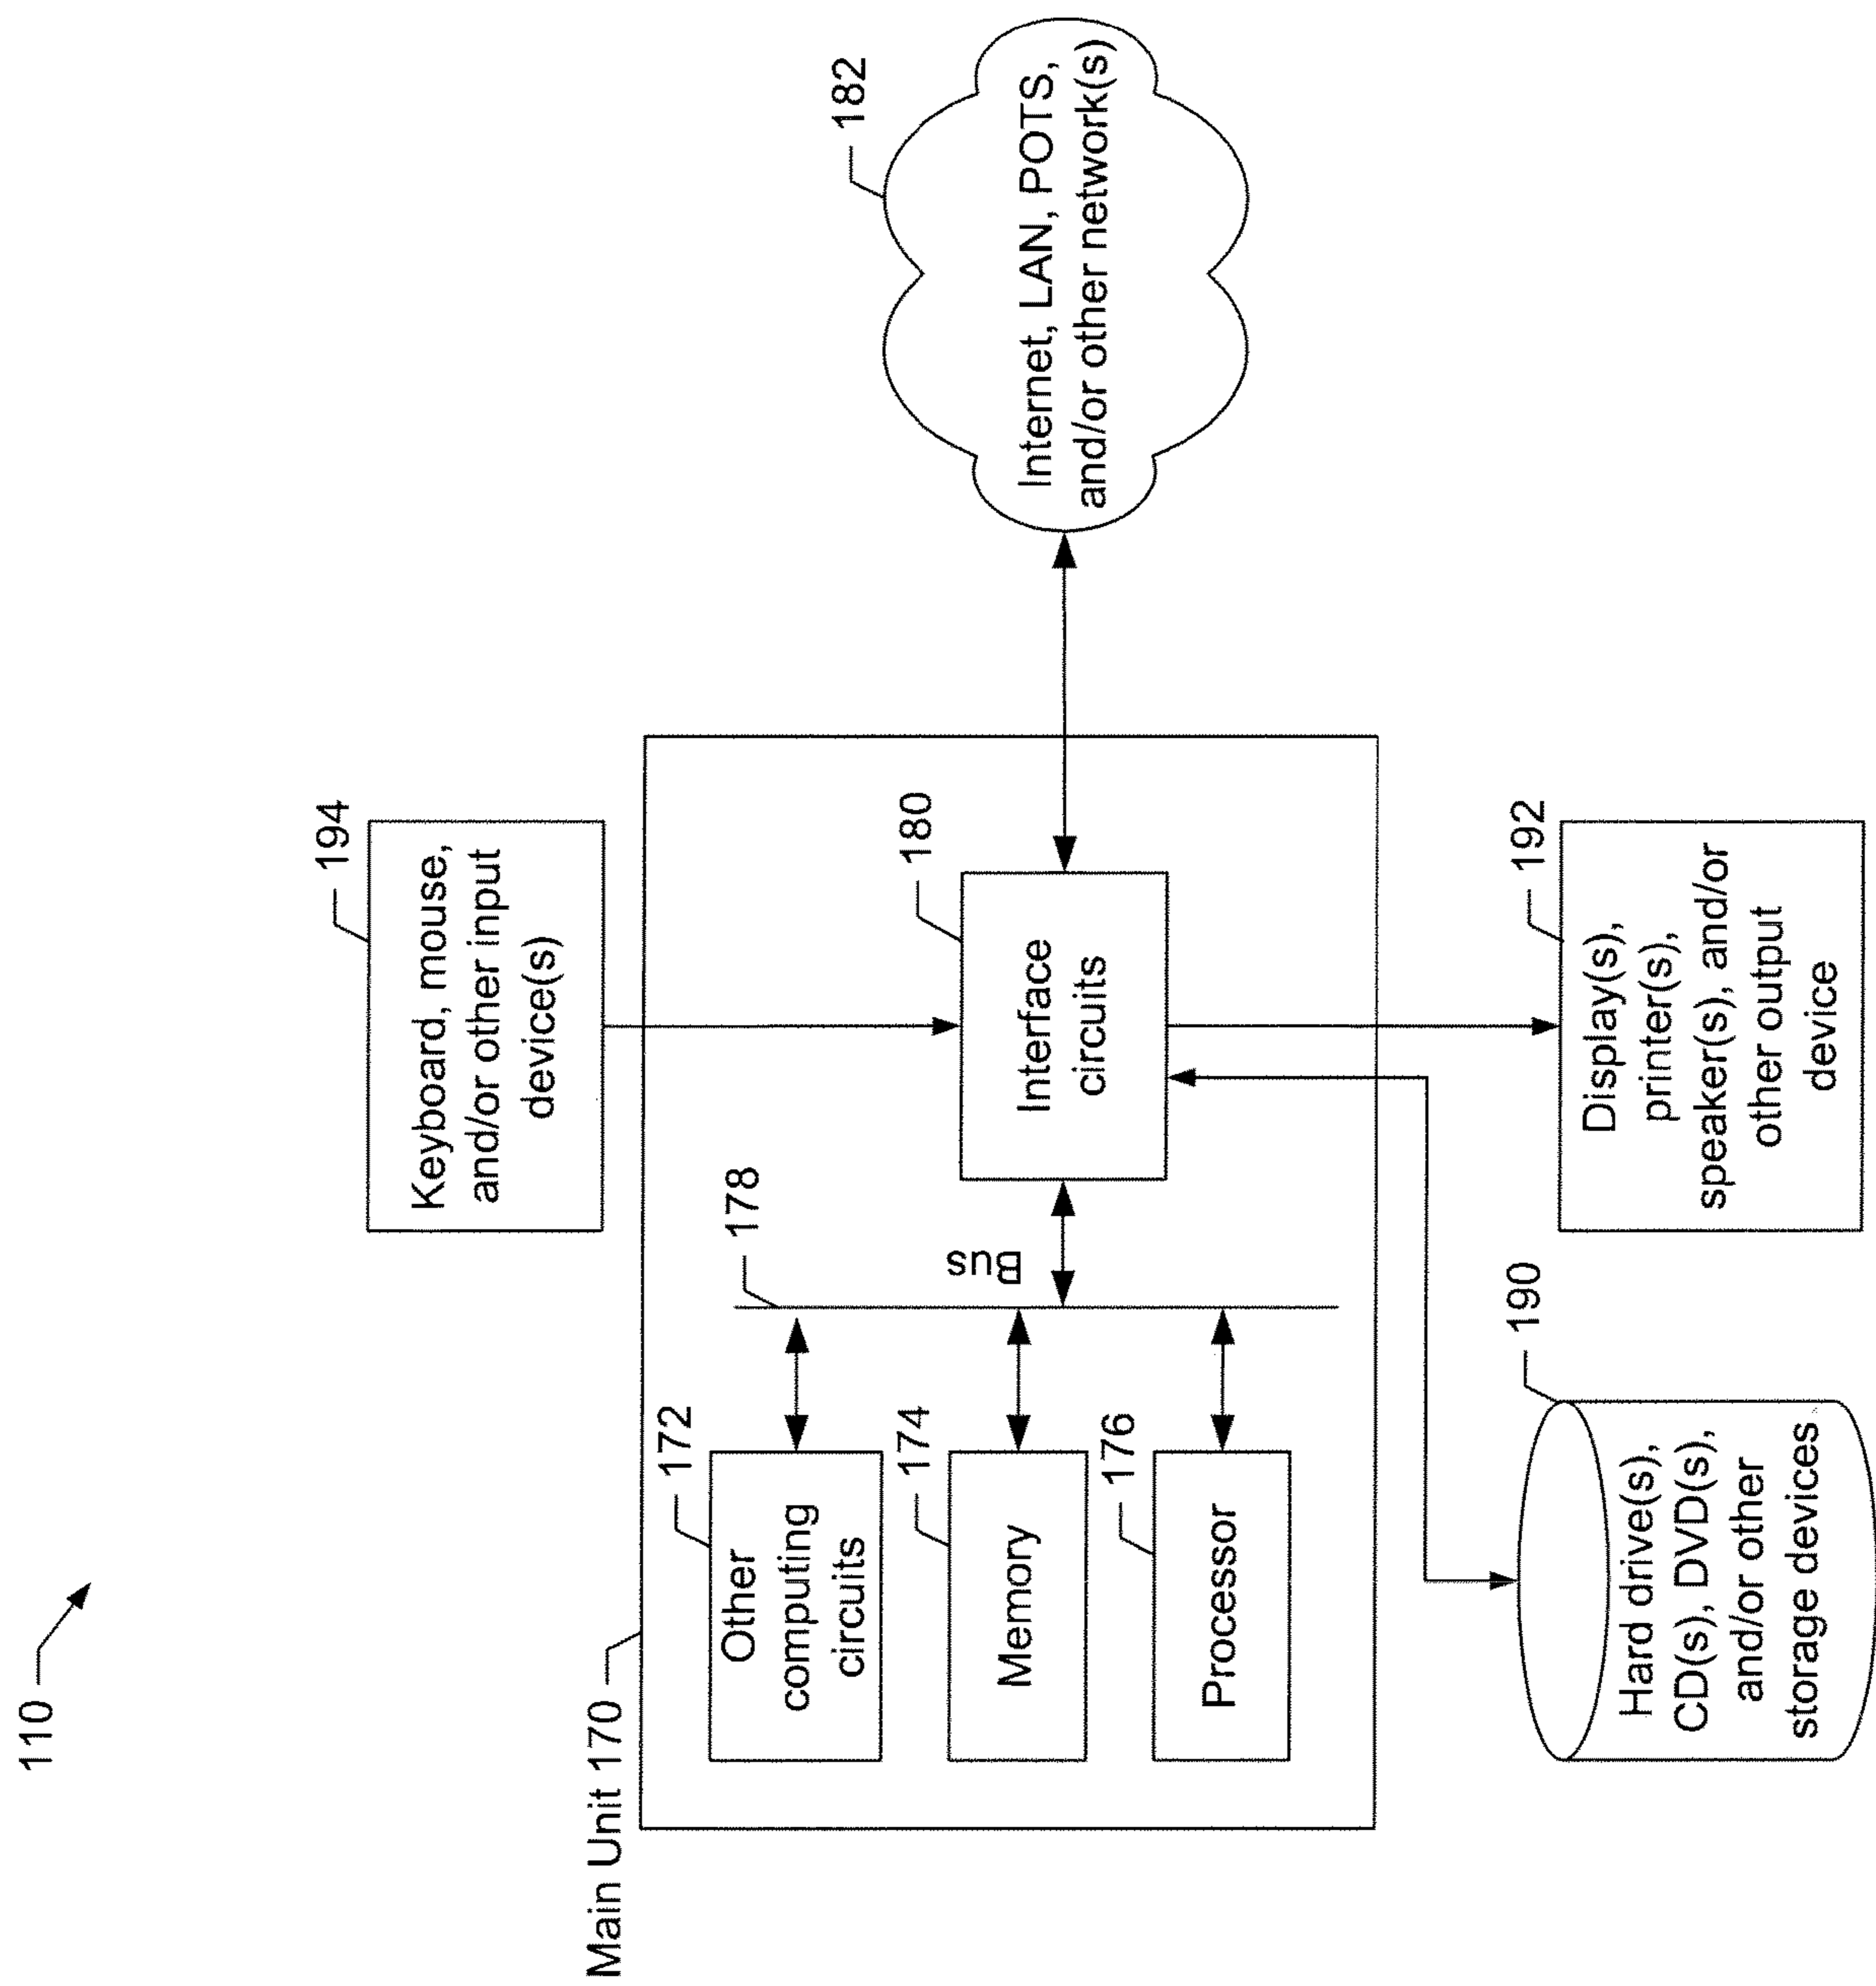 110
194
Keyboard, mouse,
and/or other input
device(s)
Main Unit 170
172
Other
computing
circuits
174
Memory
176
Processor
178
Bus
180
Interface
circuits
182
Internet, LAN, POTS,
and/or other network(s)
190
Hard drive(s),
CD(s), DVD(s),
and/or other
storage devices
192
Display(s),
printer(s),
speaker(s), and/or
other output
device